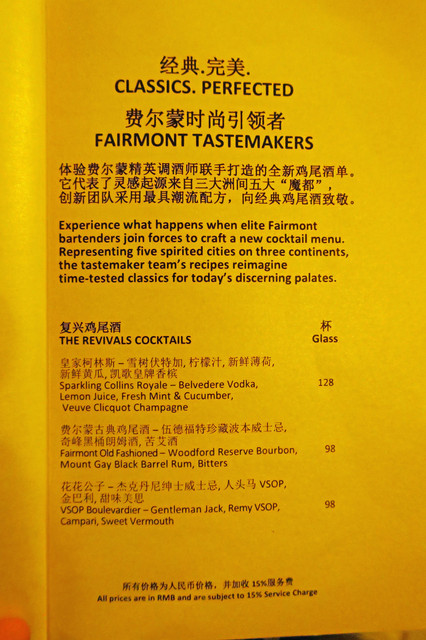 经典.完美.
CLASSICS. PERFECTED
费尔蒙时尚引领者
FAIRMONT TASTEMAKERS
体验费尔蒙精英调酒师联手打造的全新鸡尾酒单。
它代表了灵感起源来自三大洲间五大“魔都”，
创新团队采用最具潮流配方，向经典鸡尾酒致敬。
Experience what happens when elite Fairmont
bartenders join forces to craft a new cocktail menu.
Representing five spirited cities on three continents,
the tastemaker team's recipes reimagine
time-tested classics for today's discerning palates.
复兴鸡尾酒 杯
THE REVIVALS COCKTAILS Glass
皇家柯林斯 – 雪树伏特加, 柠檬汁, 新鲜薄荷,
新鲜黄瓜, 凯歌皇牌香槟
Sparkling Collins Royale – Belvedere Vodka, 128
Lemon Juice, Fresh Mint & Cucumber,
Veuve Clicquot Champagne
费尔蒙古典鸡尾酒 – 伍德福特珍藏波本威士忌,
奇峰黑桶朗姆酒, 苦艾酒
Fairmont Old Fashioned – Woodford Reserve Bourbon, 98
Mount Gay Black Barrel Rum, Bitters
花花公子 – 杰克丹尼绅士威士忌, 人头马 VSOP,
金巴利, 甜味美思
VSOP Boulevardier – Gentleman Jack, Remy VSOP, 98
Campari, Sweet Vermouth
所有价格为人民币价格，并加收 15%服务费
All prices are in RMB and are subject to 15% Service Charge